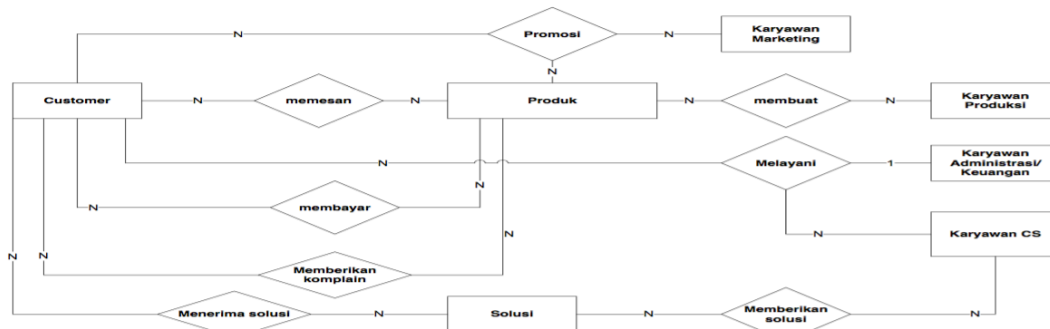 N
Promosi
N
Karyawan
Marketing
N
Customer
N
memesan
N
Produk
N
membuat
N
Karyawan
Produksi
N
Melayani
1
Karyawan
Administrasi/
Keuangan
N
N
membayar
N
N
Karyawan CS
N
N
Memberikan
komplain
Menerima solusi
N
Solusi
N
Memberikan
solusi
N